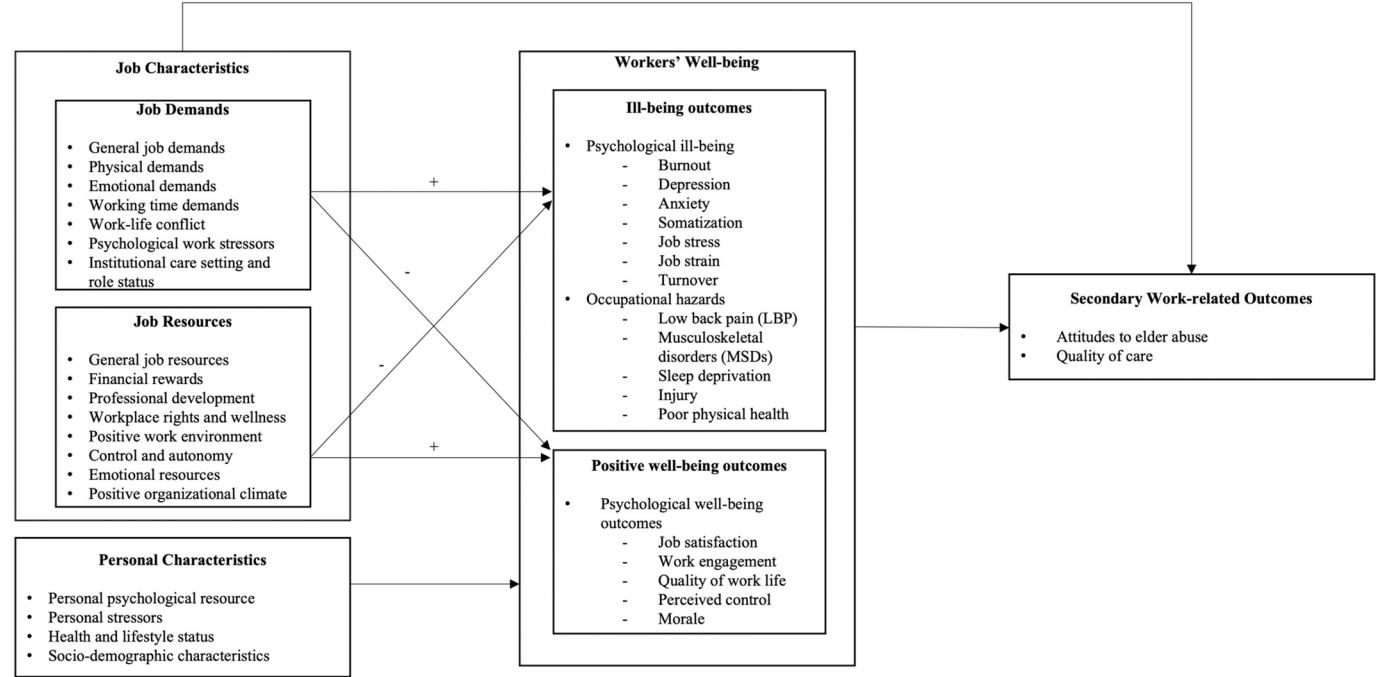 Job Characteristics
Job Demands
• General job demands
• Physical demands
• Emotional demands
• Working time demands
• Work-life conflict
• Psychological work stressors
• Institutional care setting and
role status
Job Resources
• General job resources
• Financial rewards
• Professional development
• Workplace rights and wellness
• Positive work environment
• Control and autonomy
• Emotional resources
• Positive organizational climate
Personal Characteristics
• Personal psychological resource
• Personal stressors
• Health and lifestyle status
• Socio-demographic characteristics
+
-
-
+
Workers’ Well-being
Ill-being outcomes
• Psychological ill-being
- Burnout
- Depression
- Anxiety
- Somatization
- Job stress
- Job strain
- Turnover
• Occupational hazards
- Low back pain (LBP)
- Musculoskeletal
disorders (MSDs)
- Sleep deprivation
- Injury
- Poor physical health
Positive well-being outcomes
• Psychological well-being
outcomes
- Job satisfaction
- Work engagement
- Quality of work life
- Perceived control
- Morale
Secondary Work-related Outcomes
• Attitudes to elder abuse
• Quality of care